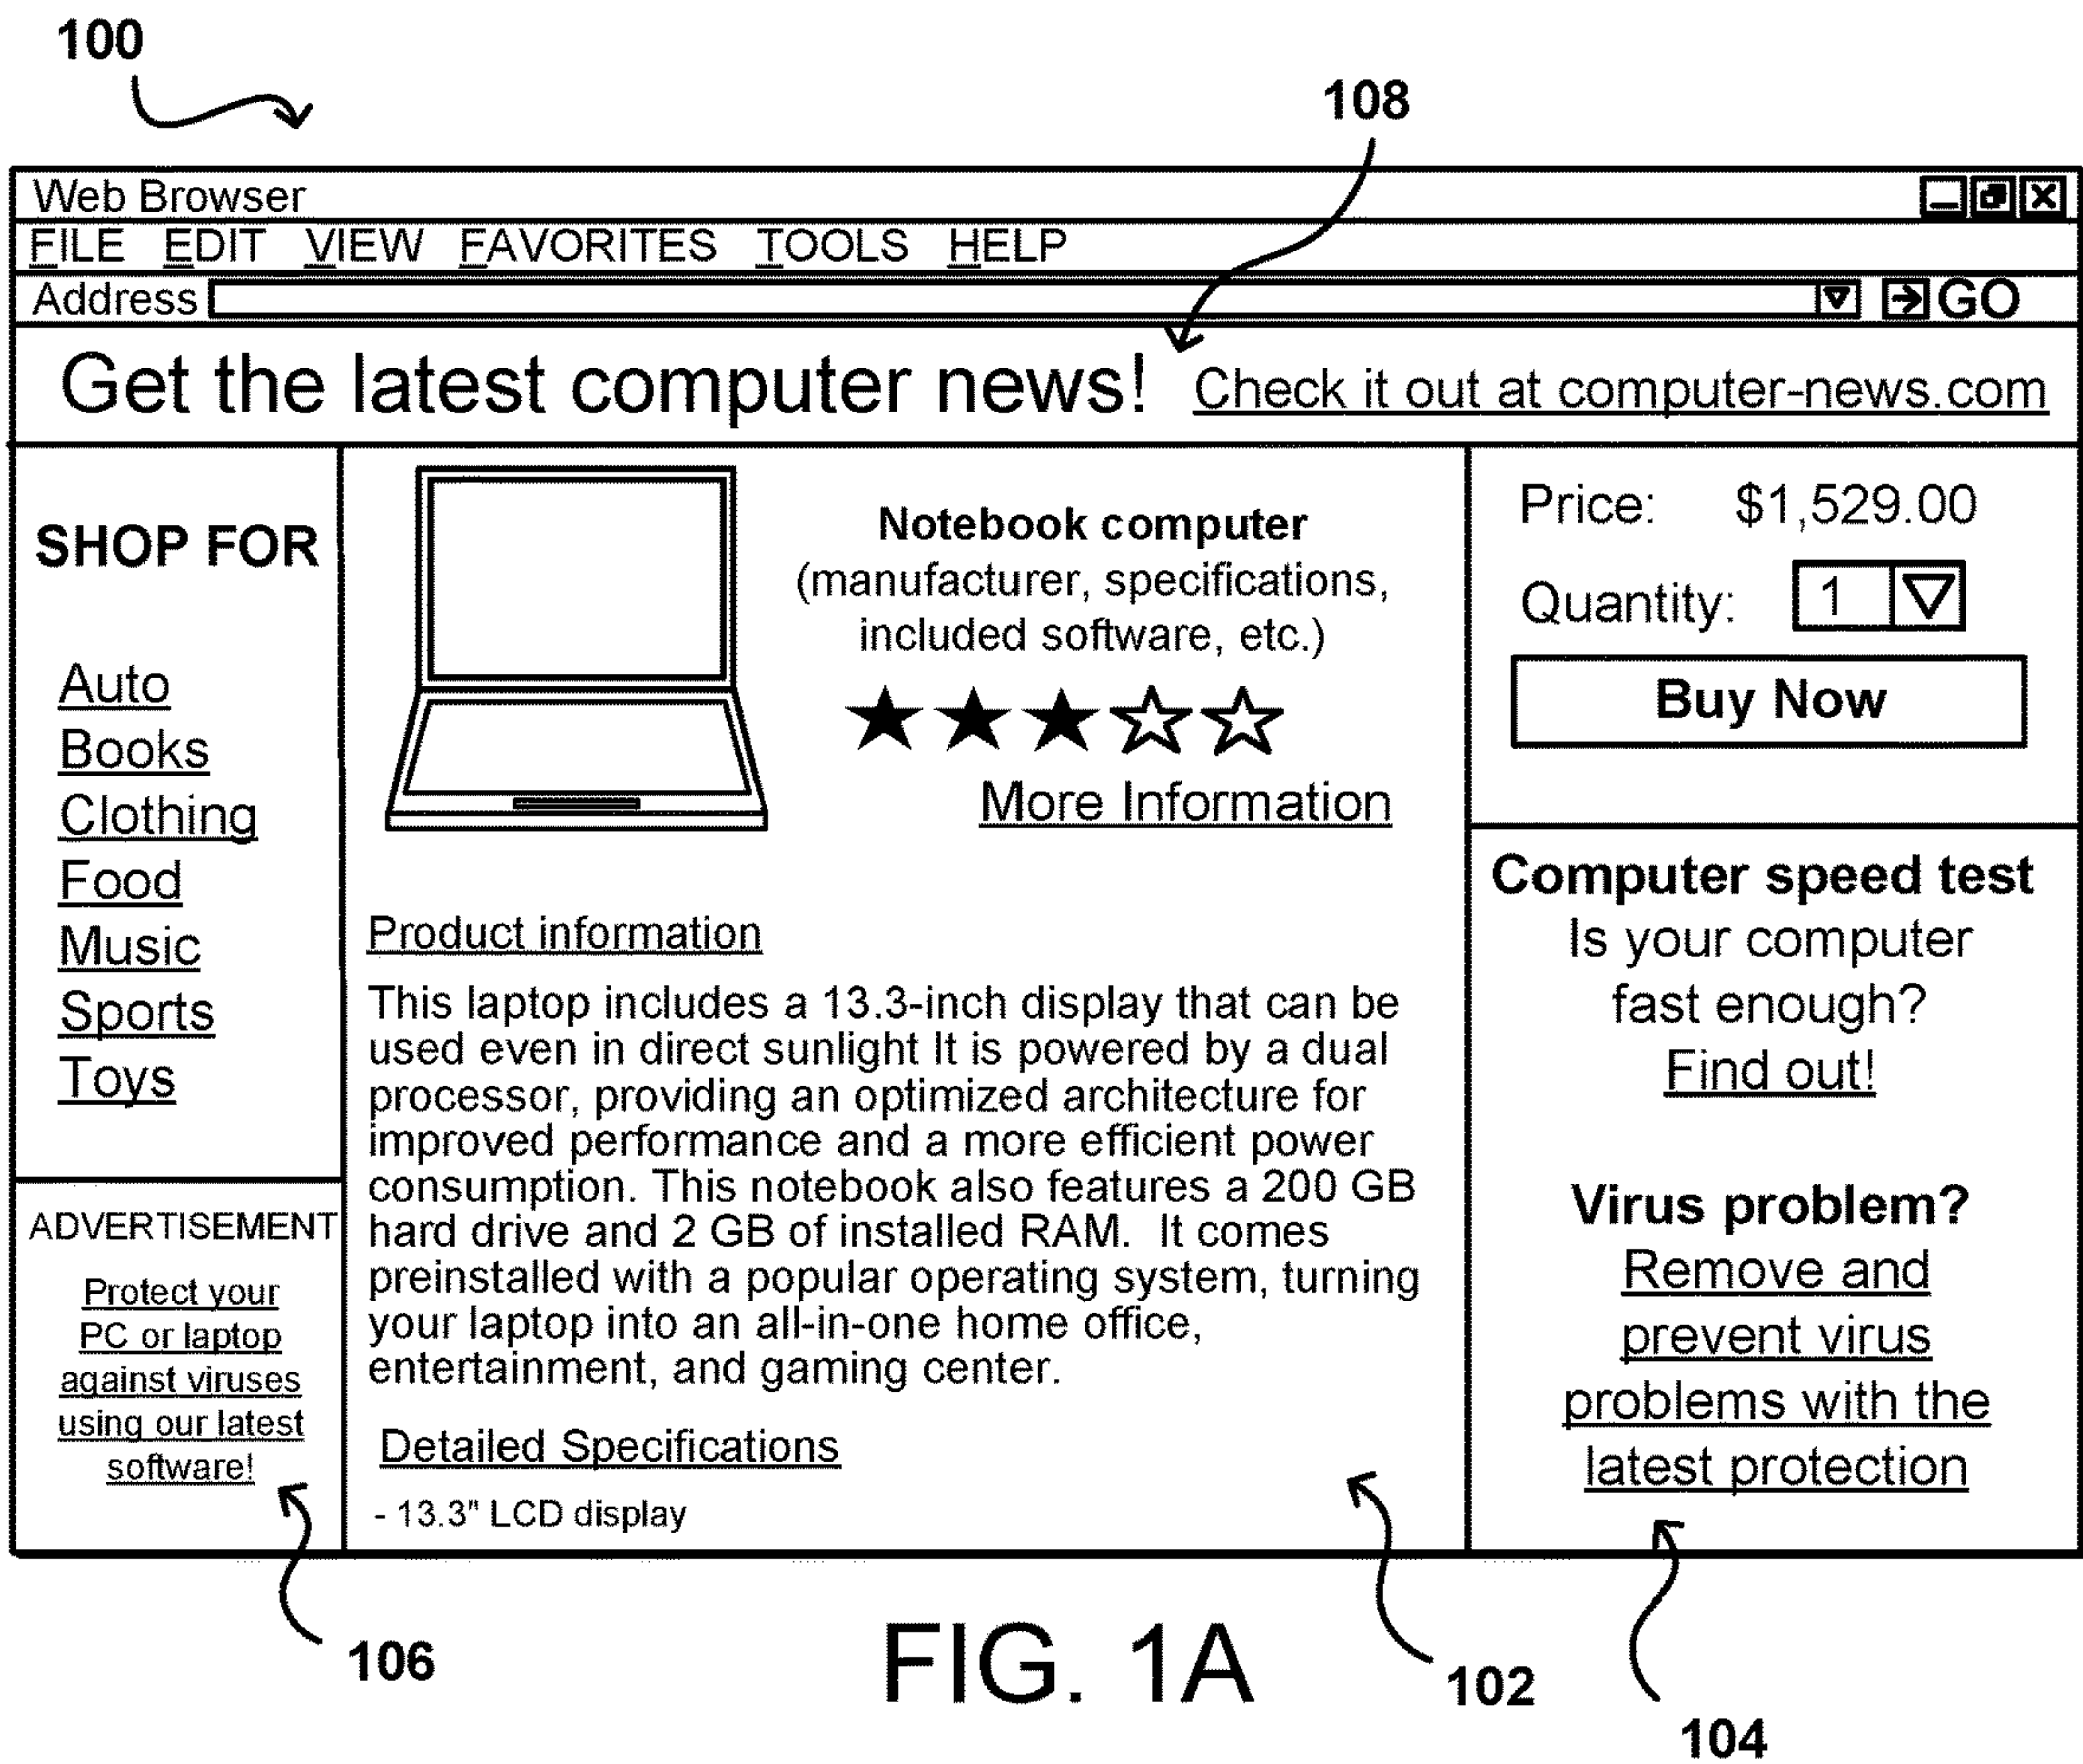 100
108
Web Browser
FILE EDIT VIEW FAVORITES TOOLS HELP
Address GO
Get the latest computer news! Check it out at computer-news.com
SHOP FOR
Auto
Books
Clothing
Food
Music
Sports
Toys
ADVERTISEMENT
Protect your
PC or laptop
against viruses
using our latest
software!
Notebook computer
(manufacturer, specifications,
included software, etc.)
More Information
Product information
This laptop includes a 13.3-inch display that can be
used even in direct sunlight It is powered by a dual
processor, providing an optimized architecture for
improved performance and a more efficient power
consumption. This notebook also features a 200 GB
hard drive and 2 GB of installed RAM.  It comes
preinstalled with a popular operating system, turning
your laptop into an all-in-one home office,
entertainment, and gaming center.
Detailed Specifications
- 13.3" LCD display
Price: $1,529.00
Quantity: 1
Buy Now
Computer speed test
Is your computer
fast enough?
Find out!
Virus problem?
Remove and
prevent virus
problems with the
latest protection
106
FIG. 1A
102
104